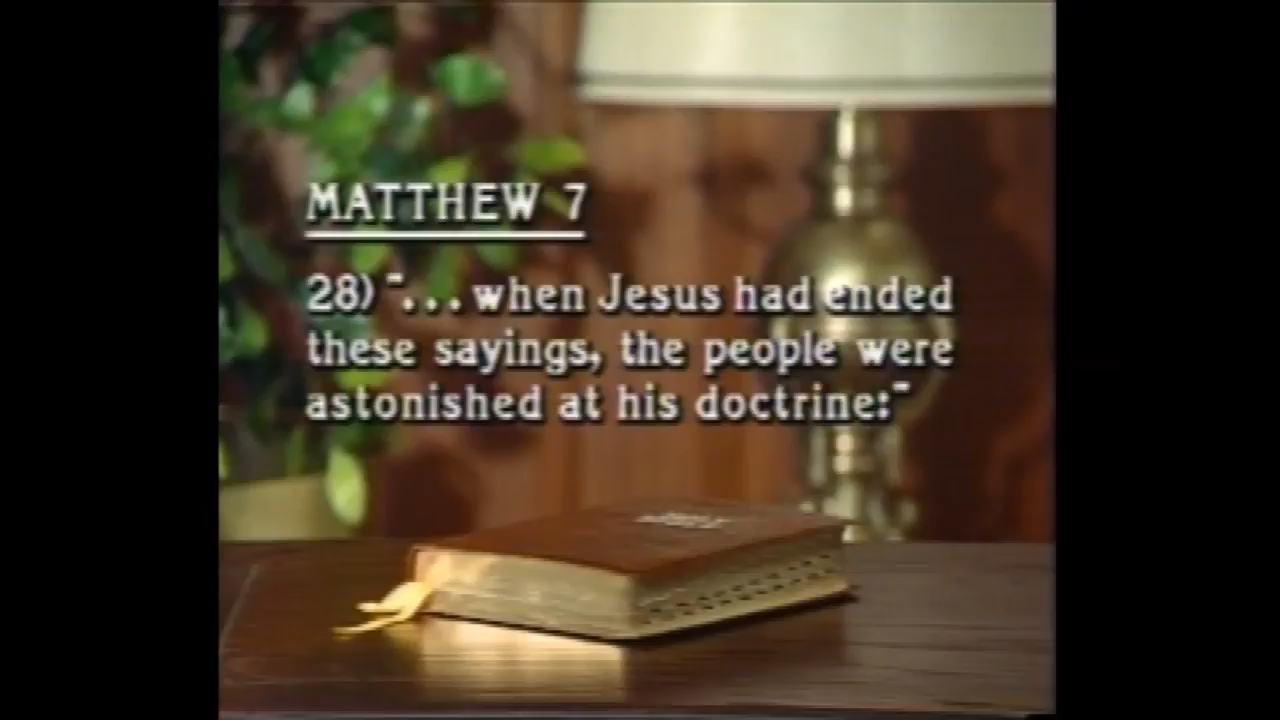 MATTHEW 7
28) "... when Jesus had ended
these sayings, the people were
astonished at his doctrine:"